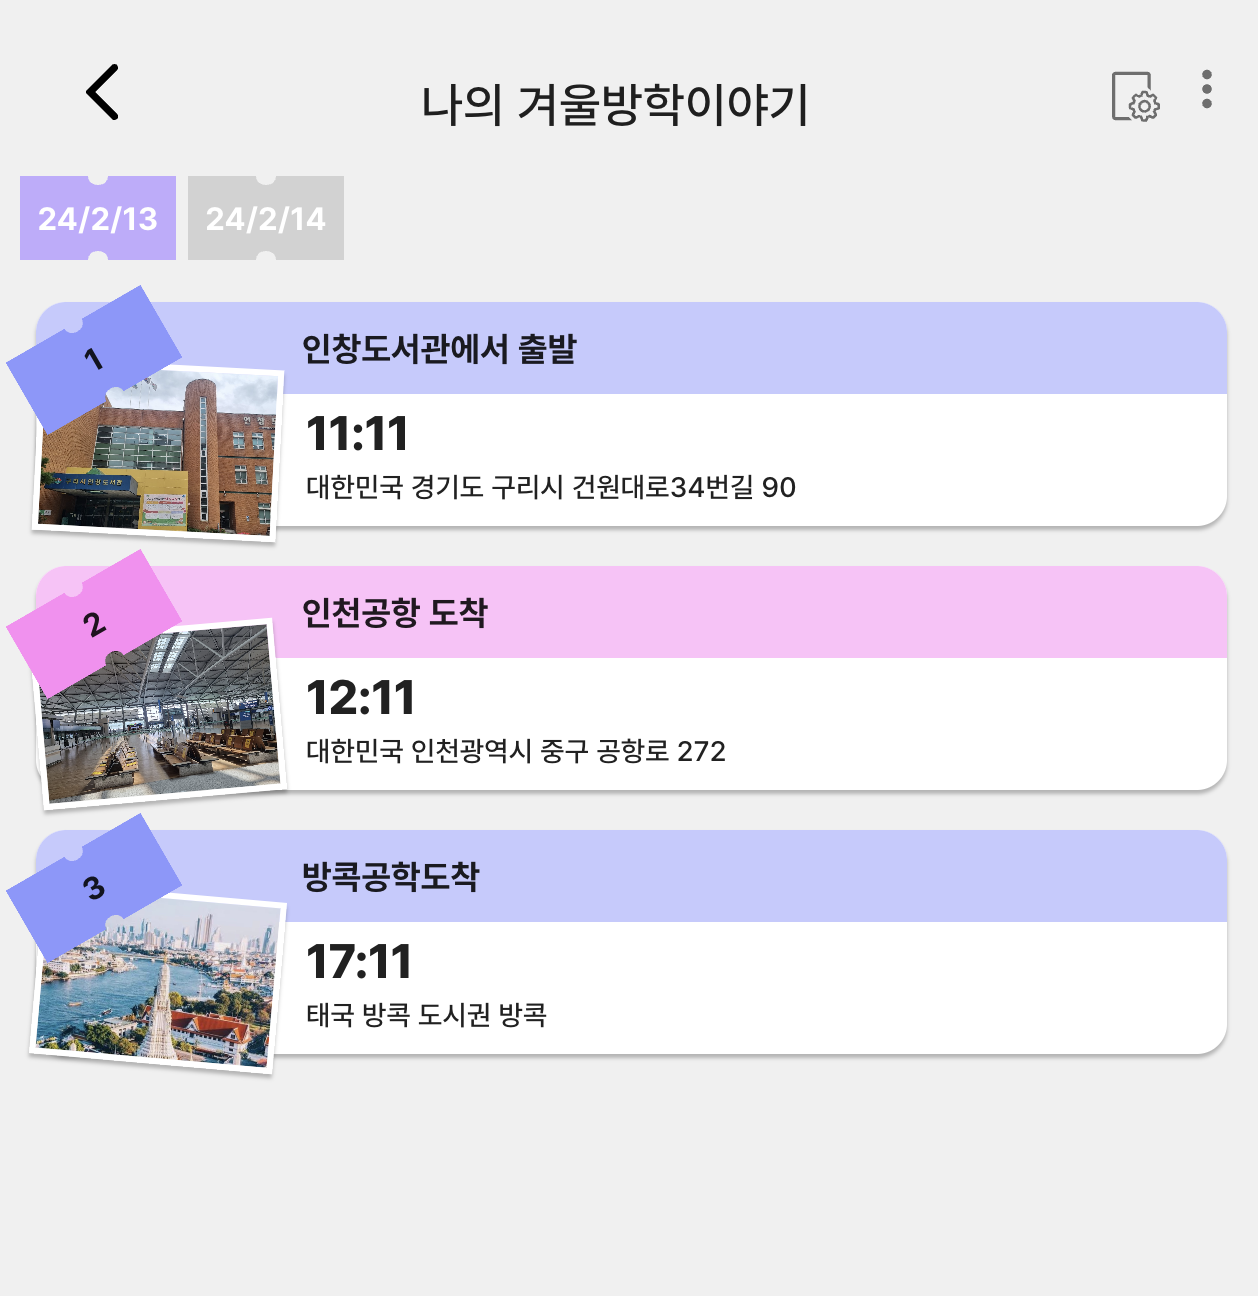 나의 겨울방학이야기
24/2/13 24/2/14
1
인창도서관에서 출발
11:11
대한민국 경기도 구리시 건원대로34번길 90
2
인천공항 도착
12:11
대한민국 인천광역시 중구 공항로 272
3
방콕공학도착
17:11
태국 방콕 도시권 방콕